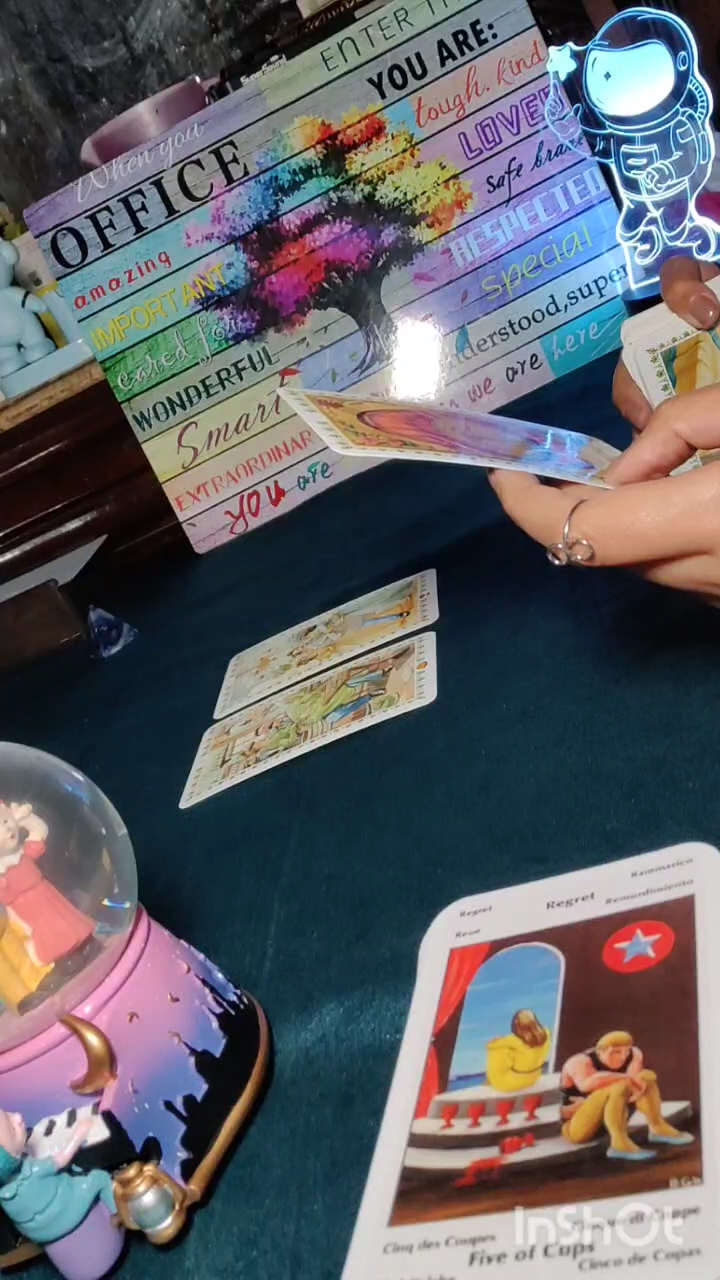 SuperSound
ENTER TH
When you
YOU ARE:
OFFICE
tough. kind
LOVED
safe brave
amazing
RESPECTED
IMPORTANT
special
cared for
understood, super
WONDERFUL
we are here
Smart
EXTRAORDINAR
you are
Rammarico
Regret
Regret
Remordimiento
Reue
Cinq des Coupes
Five of Cups
Cinco de Copas
InShOt